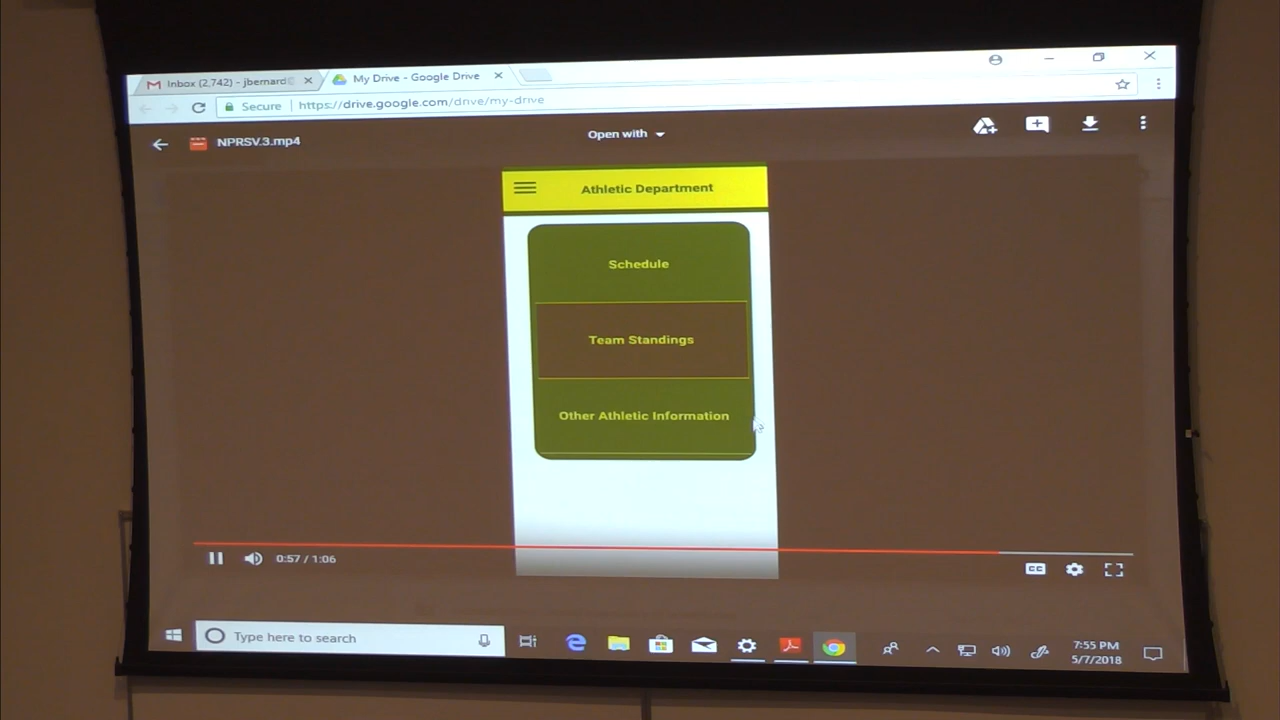 Inbox (2,742) - jbernard
My Drive - Google Drive
Secure
https://drive.google.com/drive/my-drive
NPRSV.3.mp4
Open with
Athletic Department
Schedule
Team Standings
Other Athletic Information
0:57 / 1:06
CC
Type here to search
7:55 PM
5/7/2018